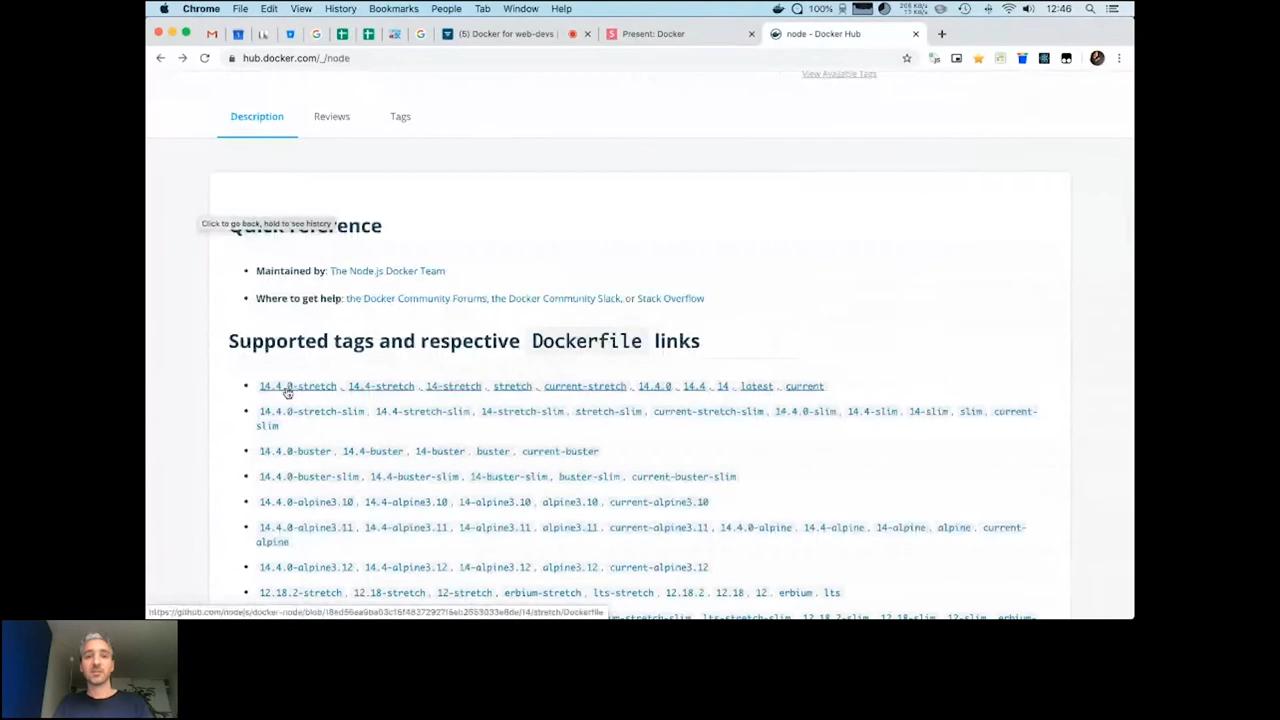 Chrome File Edit View History Bookmarks People Tab Window Help 100% 12:46
(5) Docker for web-devs Present: Docker node - Docker Hub
hub.docker.com/_/node
View Available Tags
Description Reviews Tags
Click to go back, hold to see history
Quick reference
• Maintained by: The Node.js Docker Team
• Where to get help: the Docker Community Forums, the Docker Community Slack, or Stack Overflow
Supported tags and respective Dockerfile links
• 14.4.0-stretch, 14.4-stretch, 14-stretch, stretch, current-stretch, 14.4.0, 14.4, 14, latest, current
• 14.4.0-stretch-slim, 14.4-stretch-slim, 14-stretch-slim, stretch-slim, current-stretch-slim, 14.4.0-slim, 14.4-slim, 14-slim, slim, current-
slim
• 14.4.0-buster, 14.4-buster, 14-buster, buster, current-buster
• 14.4.0-buster-slim, 14.4-buster-slim, 14-buster-slim, buster-slim, current-buster-slim
• 14.4.0-alpine3.10, 14.4-alpine3.10, 14-alpine3.10, alpine3.10, current-alpine3.10
• 14.4.0-alpine3.11, 14.4-alpine3.11, 14-alpine3.11, alpine3.11, current-alpine3.11, 14.4.0-alpine, 14.4-alpine, 14-alpine, alpine, current-
alpine
• 14.4.0-alpine3.12, 14.4-alpine3.12, 14-alpine3.12, alpine3.12, current-alpine3.12
• 12.18.2-stretch, 12.18-stretch, 12-stretch, erbium-stretch, lts-stretch, 12.18.2, 12.18, 12, erbium, lts